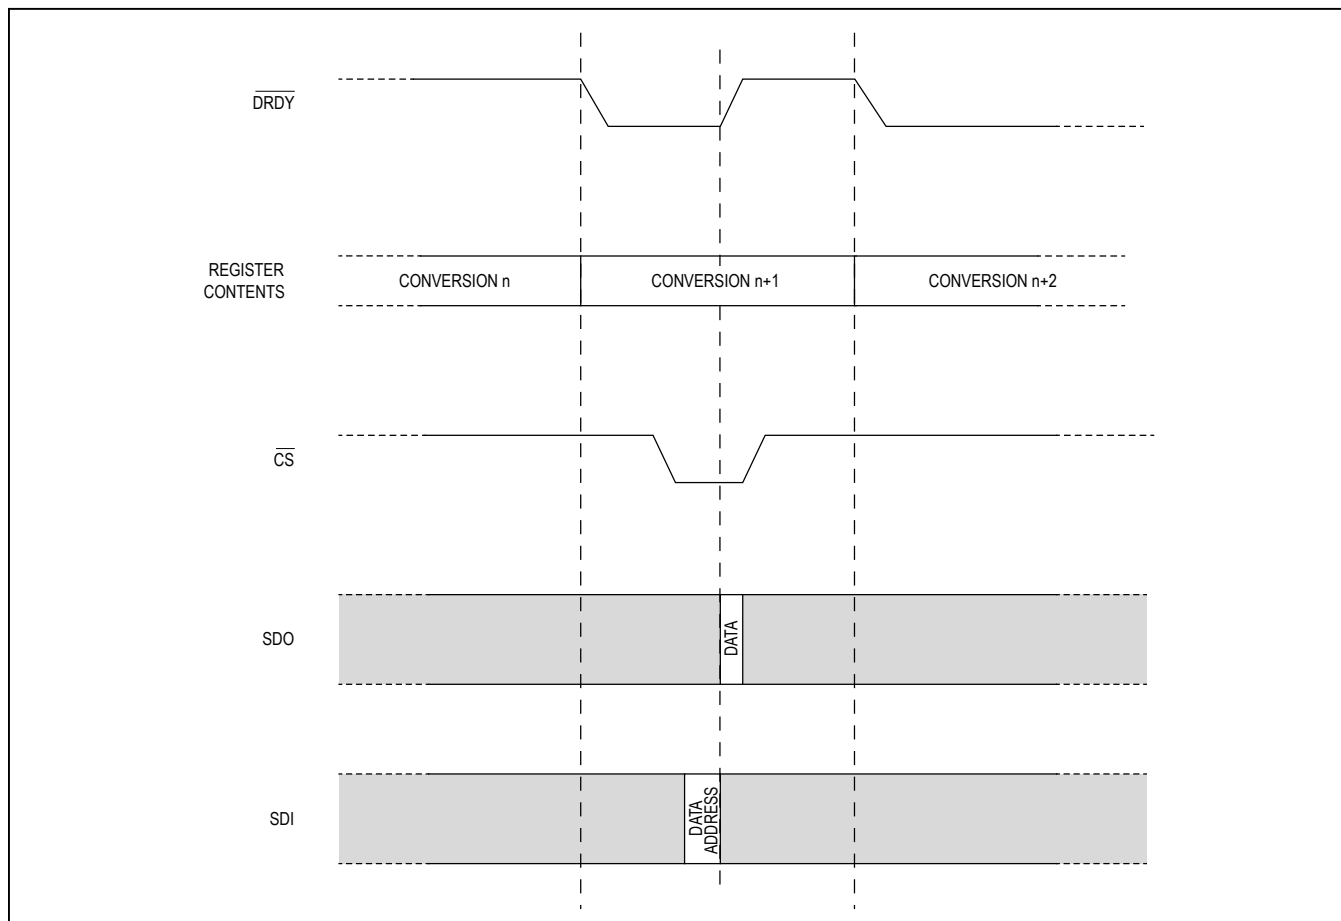 DRDY
REGISTER
CONTENTS
CONVERSION n
CONVERSION n+1
CONVERSION n+2
CS
SDO
DATA
SDI
DATA
ADDRESS